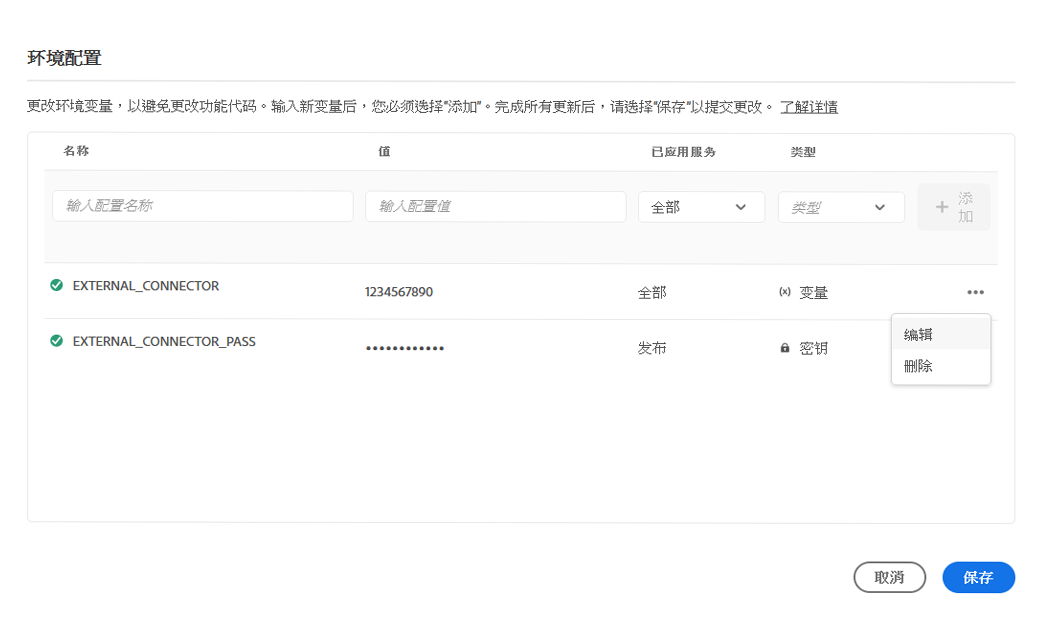 环境配置
更改环境变量，以避免更改功能代码。输入新变量后，您必须选择"添加"。完成所有更新后，请选择"保存"以提交更改。 了解详情
名称 值 已应用服务 类型
输入配置名称 输入配置值 全部 类型 + 添加
EXTERNAL_CONNECTOR 1234567890 全部 (x) 变量 •••
EXTERNAL_CONNECTOR_PASS •••••••••••• 发布 密钥
编辑
删除
取消 保存